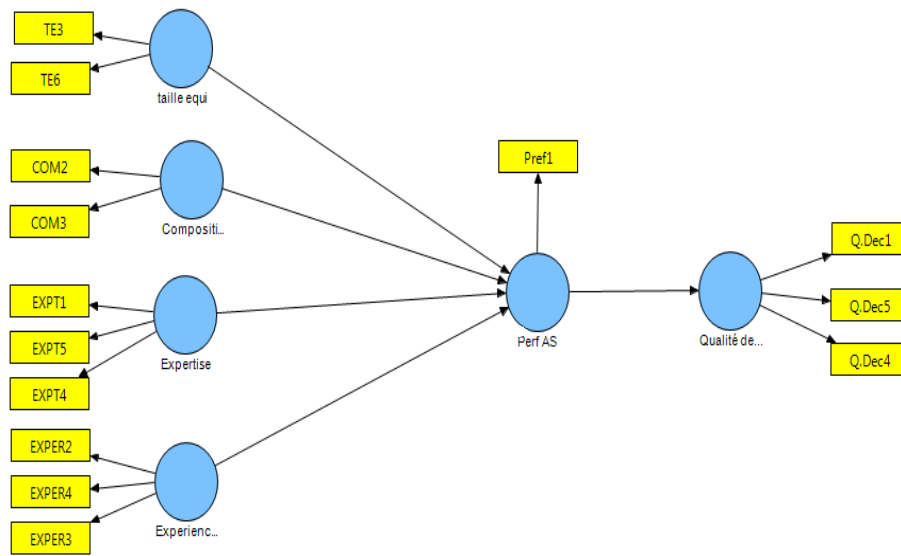 TE3
TE6
taille equi
COM2
COM3
Compositi...
Pref1
EXPT1
EXPT5
EXPT4
Expertise
Perf AS
Qualité de...
Q.Dec1
Q.Dec5
Q.Dec4
EXPER2
EXPER4
EXPER3
Experienc...